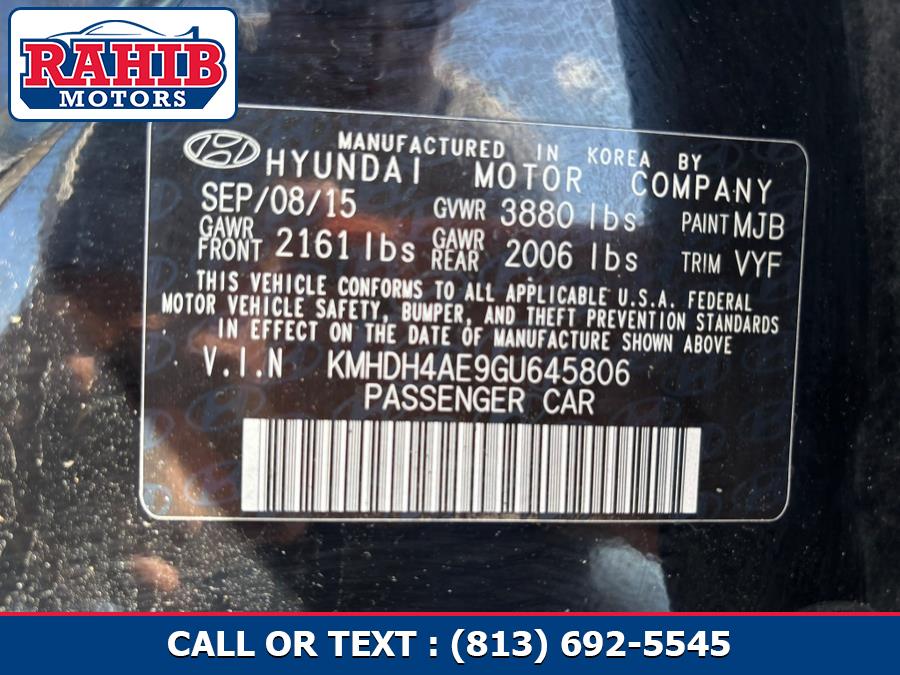 RAHIB
MOTORS
MANUFACTURED IN KOREA BY
HYUNDAI MOTOR COMPANY
SEP/08/15 GVWR 3880 lbs PAINT MJB
GAWR FRONT 2161 lbs GAWR REAR 2006 lbs TRIM VYF
THIS VEHICLE CONFORMS TO ALL APPLICABLE U.S.A. FEDERAL
MOTOR VEHICLE SAFETY, BUMPER, AND THEFT PREVENTION STANDARDS
IN EFFECT ON THE DATE OF MANUFACTURE SHOWN ABOVE
V.I.N KMHDH4AE9GU645806
PASSENGER CAR
CALL OR TEXT : (813) 692-5545